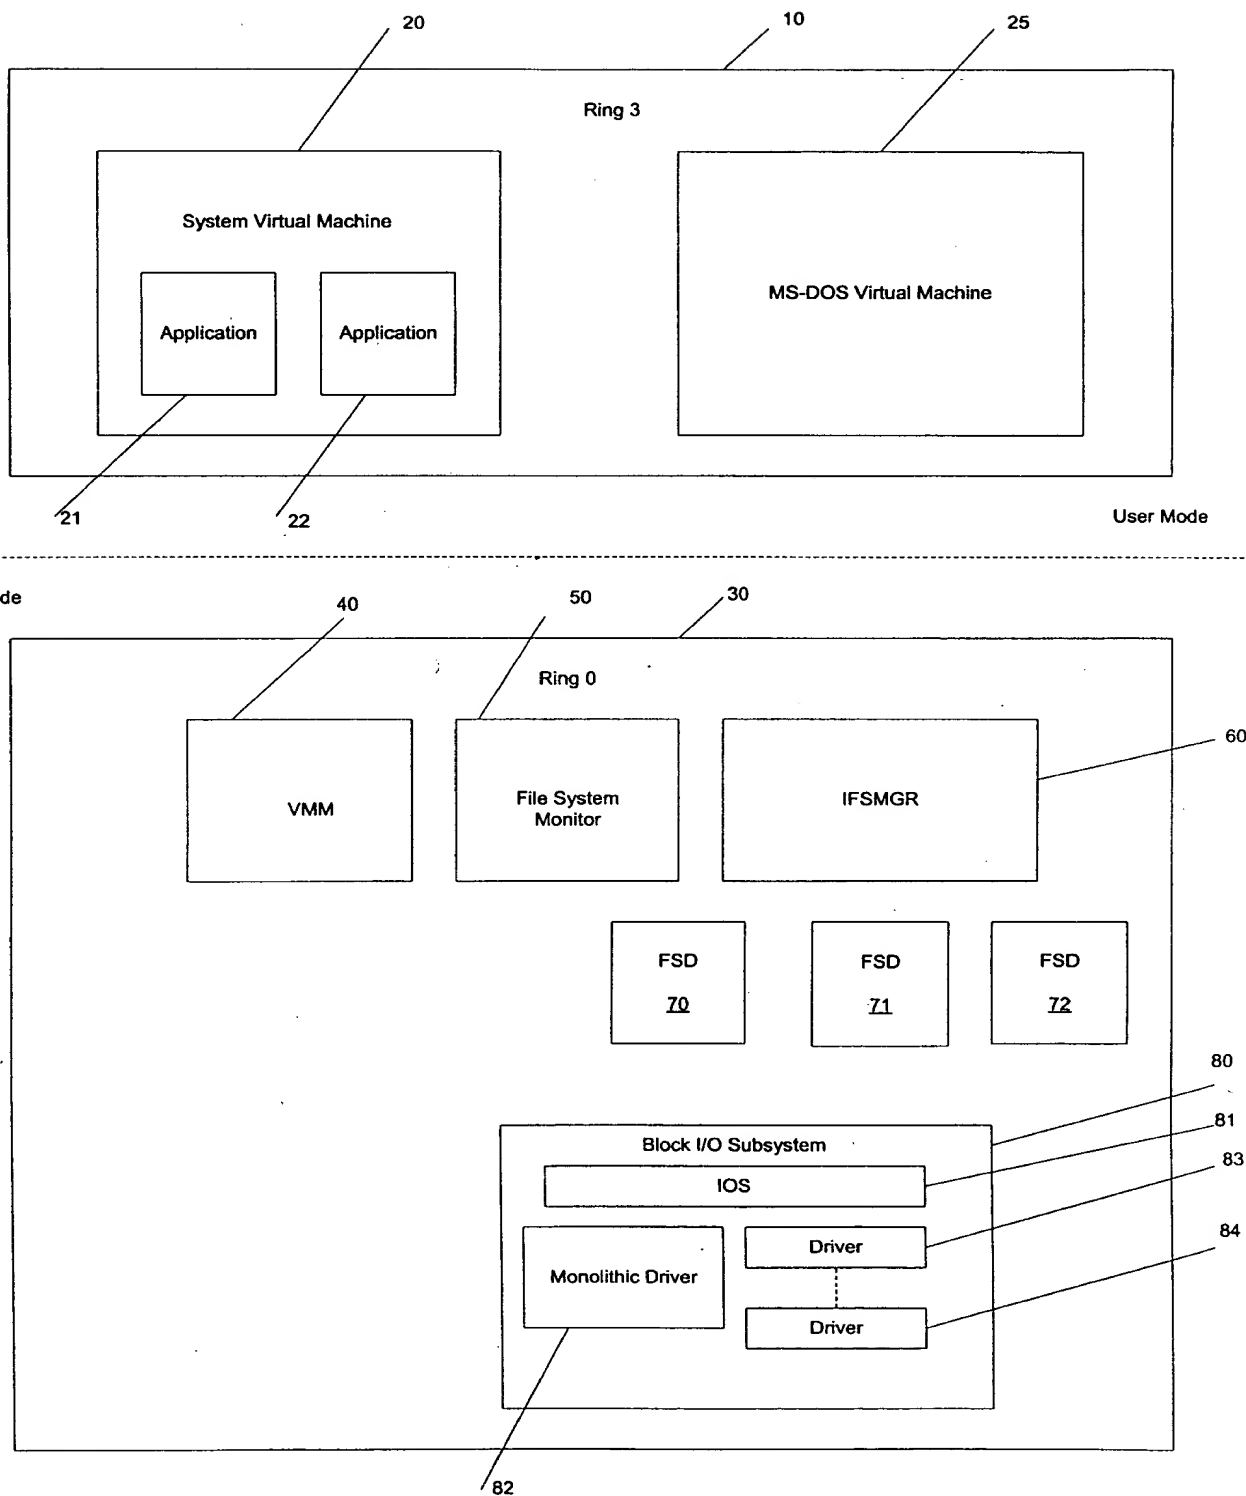 20
10
25
Ring 3
System Virtual Machine
MS-DOS Virtual Machine
Application
Application
21
22
User Mode
de
40
50
30
Ring 0
60
VMM
File System
Monitor
IFSMGR
FSD
70
FSD
71
FSD
72
80
Block I/O Subsystem
81
IOS
83
Driver
84
Monolithic Driver
Driver
82